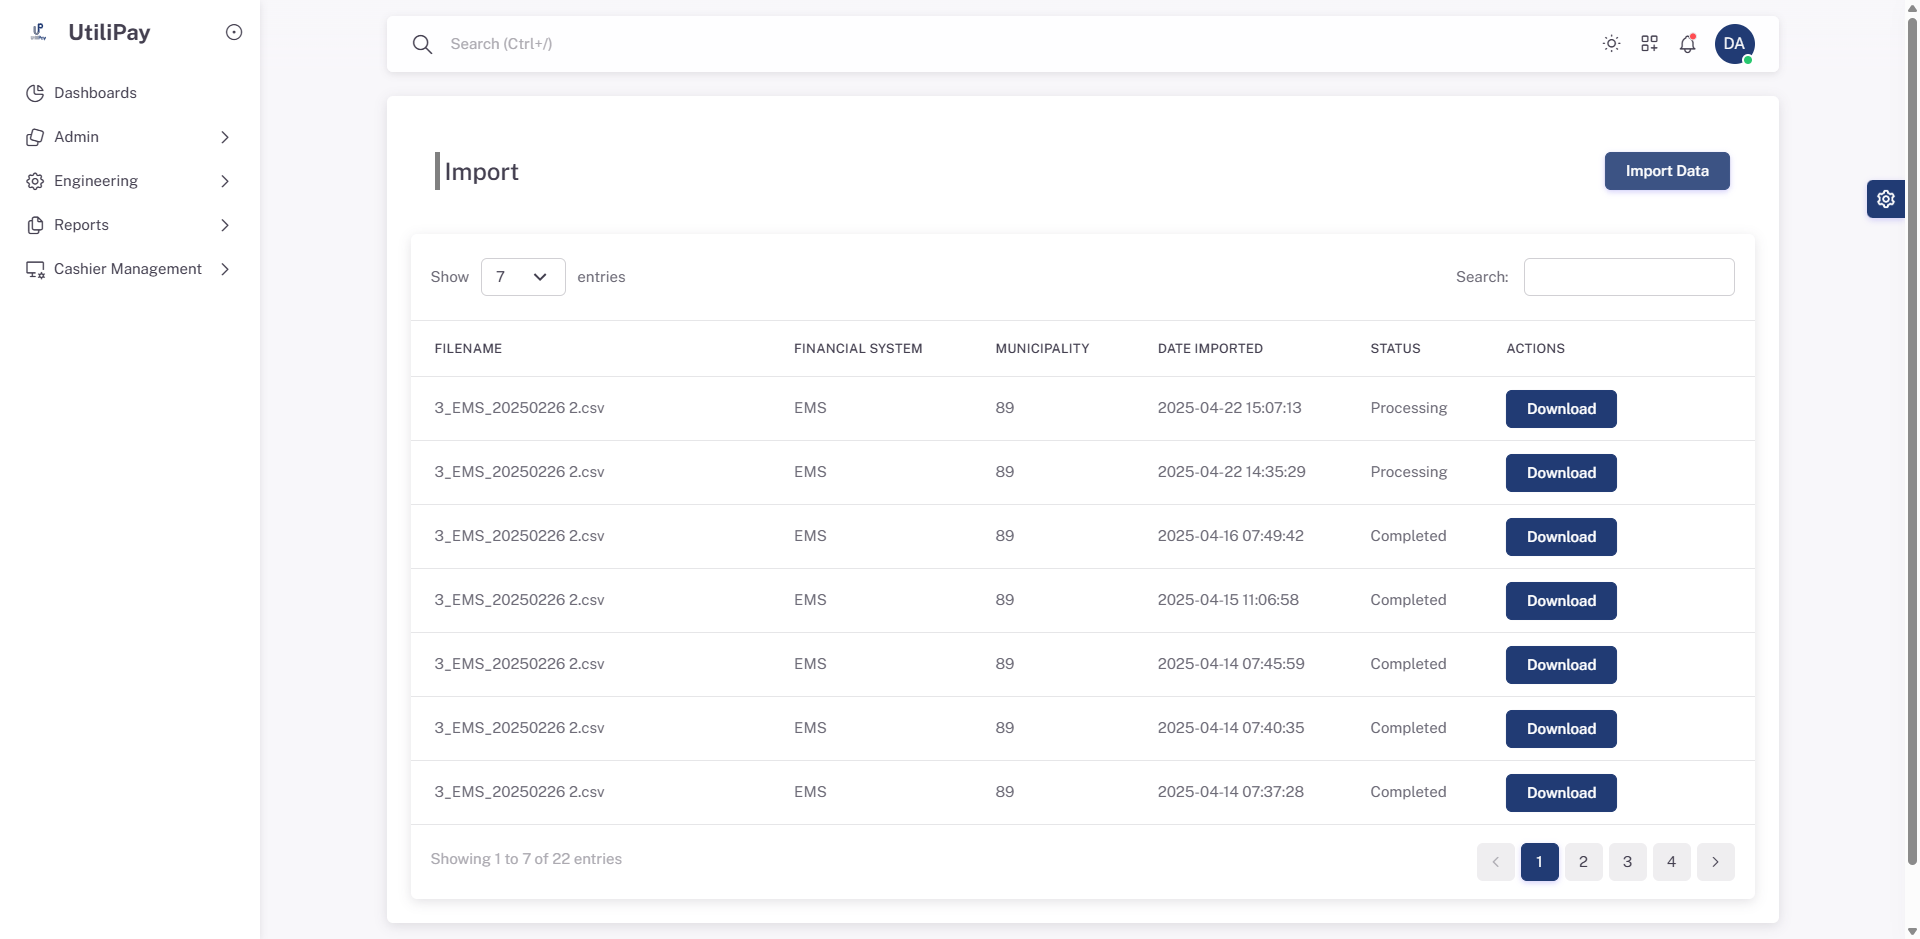 UtiliPay
Dashboards
Admin
Engineering
Reports
Cashier Management
Search (Ctrl+/)
DA
Import
Import Data
Show 7 entries
Search:
FILENAME FINANCIAL SYSTEM MUNICIPALITY DATE IMPORTED STATUS ACTIONS
3_EMS_20250226 2.csv EMS 89 2025-04-22 15:07:13 Processing Download
3_EMS_20250226 2.csv EMS 89 2025-04-22 14:35:29 Processing Download
3_EMS_20250226 2.csv EMS 89 2025-04-16 07:49:42 Completed Download
3_EMS_20250226 2.csv EMS 89 2025-04-15 11:06:58 Completed Download
3_EMS_20250226 2.csv EMS 89 2025-04-14 07:45:59 Completed Download
3_EMS_20250226 2.csv EMS 89 2025-04-14 07:40:35 Completed Download
3_EMS_20250226 2.csv EMS 89 2025-04-14 07:37:28 Completed Download
Showing 1 to 7 of 22 entries
1 2 3 4